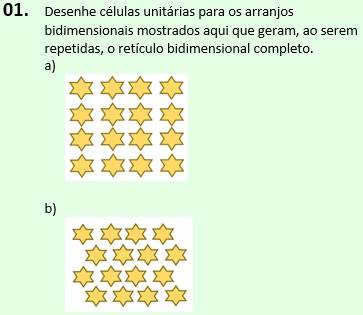 01. Desenhe células unitárias para os arranjos
bidimensionais mostrados aqui que geram, ao serem
repetidas, o retículo bidimensional completo.
a)
b)